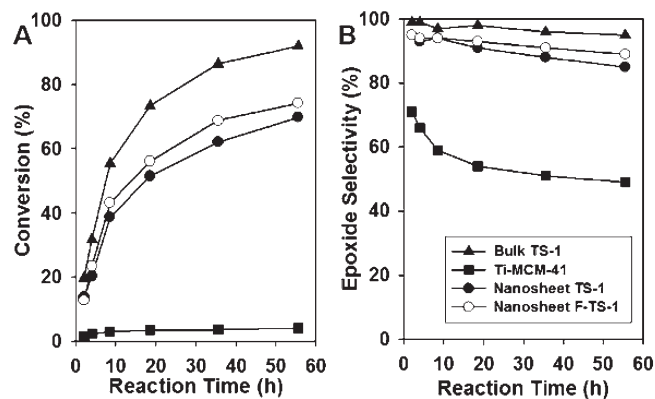 A
100
80
60
40
20
0
Conversion (%)
0 10 20 30 40 50 60
Reaction Time (h)
B
100
80
60
40
20
0
Epoxide Selectivity (%)
Bulk TS-1
Ti-MCM-41
Nanosheet TS-1
Nanosheet F-TS-1
0 10 20 30 40 50 60
Reaction Time (h)